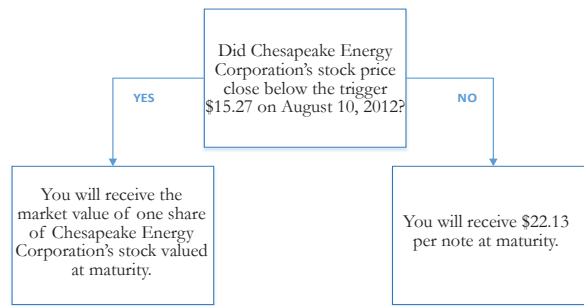 Did Chesapeake Energy
Corporation's stock price
close below the trigger
$15.27 on August 10, 2012?
YES
NO
You will receive the
market value of one share
of Chesapeake Energy
Corporation's stock valued
at maturity.
You will receive $22.13
per note at maturity.